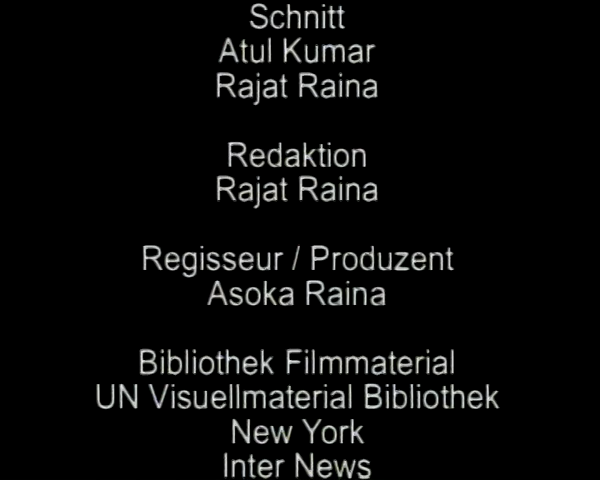 Schnitt
Atul Kumar
Rajat Raina
Redaktion
Rajat Raina
Regisseur / Produzent
Asoka Raina
Bibliothek Filmmaterial
UN Visuellmaterial Bibliothek
New York
Inter News